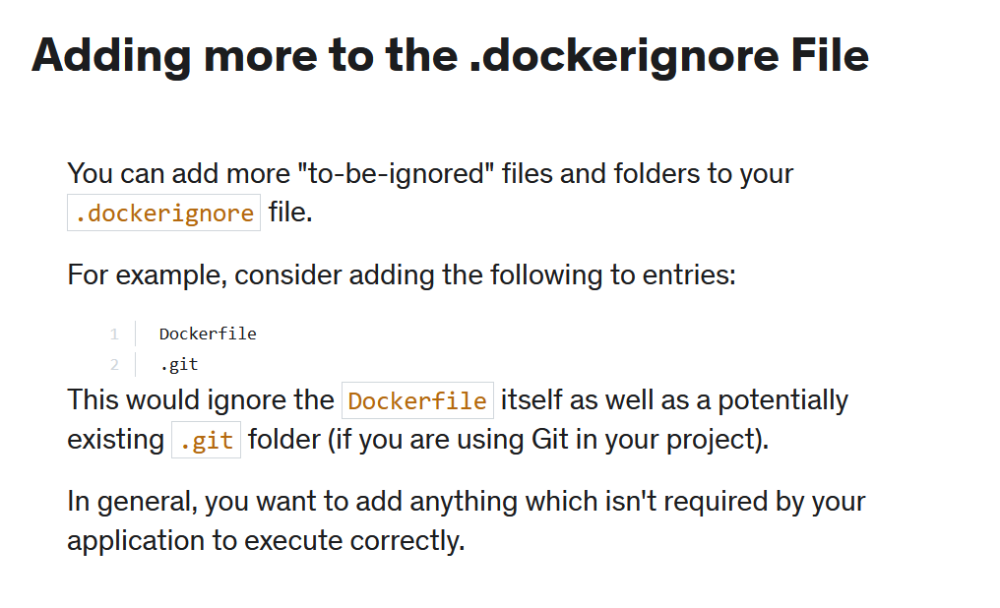 Adding more to the .dockerignore File
You can add more "to-be-ignored" files and folders to your
.dockerignore file.
For example, consider adding the following to entries:
1 Dockerfile
2 .git
This would ignore the Dockerfile itself as well as a potentially
existing .git folder (if you are using Git in your project).
In general, you want to add anything which isn't required by your
application to execute correctly.